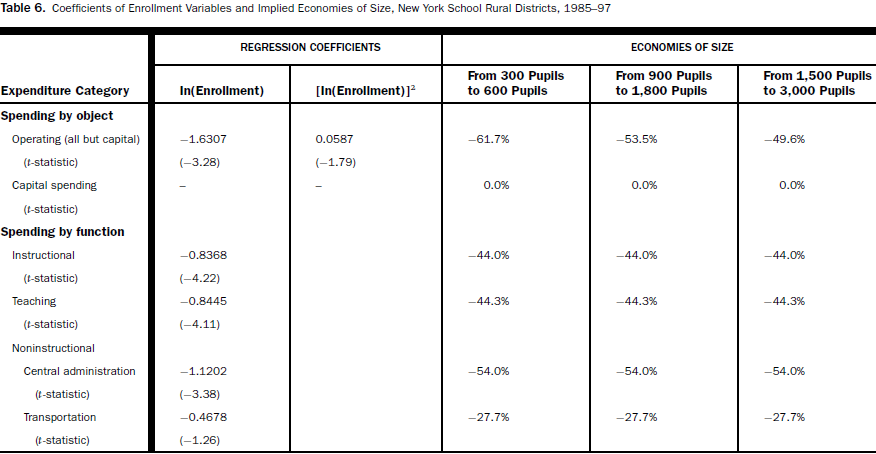 Table 6. Coefficients of Enrollment Variables and Implied Economies of Size, New York School Rural Districts, 1985–97
REGRESSION COEFFICIENTS ECONOMIES OF SIZE
From 300 Pupils From 900 Pupils From 1,500 Pupils
Expenditure Category ln(Enrollment) [ln(Enrollment)]² to 600 Pupils to 1,800 Pupils to 3,000 Pupils
Spending by object
Operating (all but capital) −1.6307 0.0587 −61.7% −53.5% −49.6%
(t-statistic) (−3.28) (−1.79)
Capital spending – – 0.0% 0.0% 0.0%
(t-statistic)
Spending by function
Instructional −0.8368 −44.0% −44.0% −44.0%
(t-statistic) (−4.22)
Teaching −0.8445 −44.3% −44.3% −44.3%
(t-statistic) (−4.11)
Noninstructional
Central administration −1.1202 −54.0% −54.0% −54.0%
(t-statistic) (−3.38)
Transportation −0.4678 −27.7% −27.7% −27.7%
(t-statistic) (−1.26)